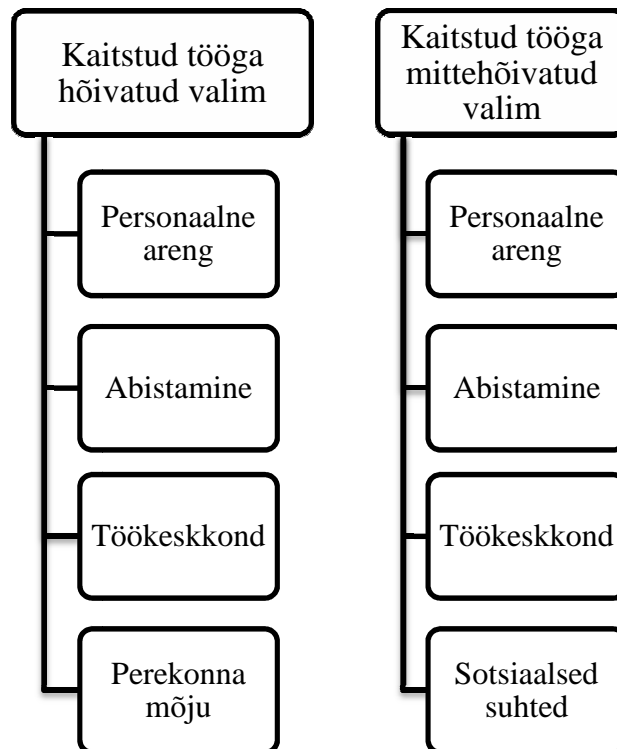 Kaitstud tööga
hõivatud valim
Personaalne
areng
Abistamine
Töökeskkond
Perekonna
mõju
Kaitstud tööga
mittehõivatud
valim
Personaalne
areng
Abistamine
Töökeskkond
Sotsiaalsed
suhted